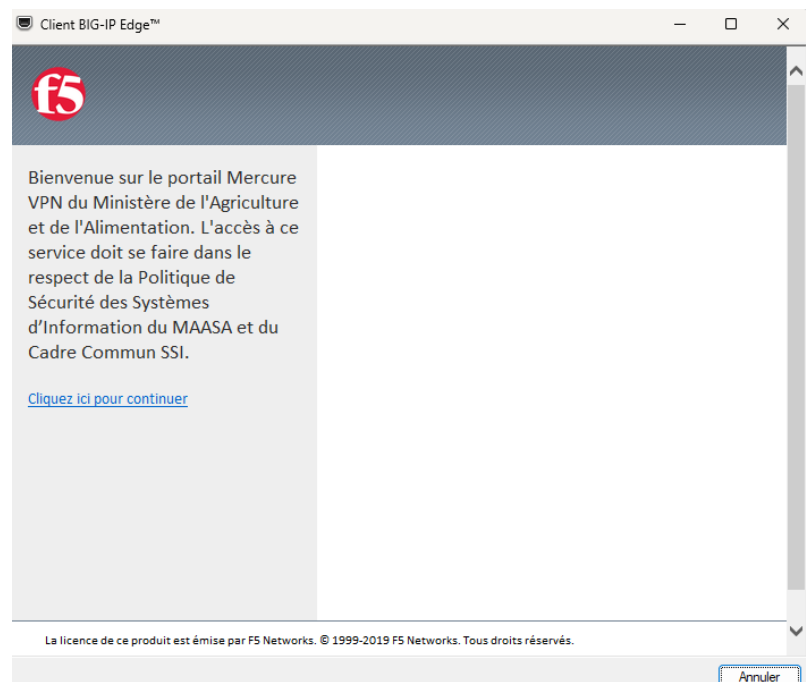 Client BIG-IP Edge™
f5
Bienvenue sur le portail Mercure
VPN du Ministère de l'Agriculture
et de l'Alimentation. L'accès à ce
service doit se faire dans le
respect de la Politique de
Sécurité des Systèmes
d’Information du MAASA et du
Cadre Commun SSI.
Cliquez ici pour continuer
La licence de ce produit est émise par F5 Networks. © 1999-2019 F5 Networks. Tous droits réservés.
Annuler